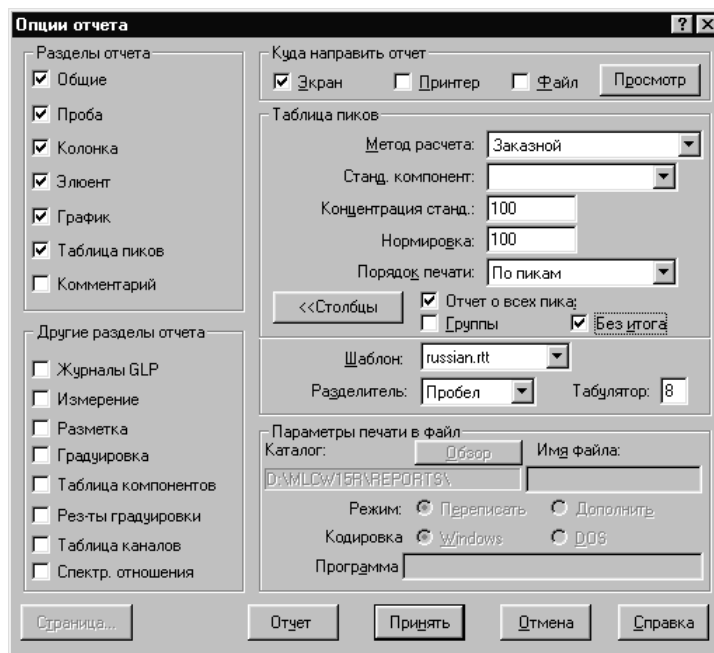 Опции отчета
Разделы отчета
Общие
Проба
Колонка
Элюент
График
Таблица пиков
Комментарий
Другие разделы отчета
Журналы GLP
Измерение
Разметка
Градуировка
Таблица компонентов
Рез-ты градуировки
Таблица каналов
Спектр. отношения
Куда направить отчет
Экран Принтер Файл Просмотр
Таблица пиков
Метод расчета: Заказной
Станд. компонент:
Концентрация станд.: 100
Нормировка: 100
Порядок печати: По пикам
<<Столбцы Отчет о всех пика:
Группы Без итога
Шаблон: russian.rtt
Разделитель: Пробел Табулятор: 8
Параметры печати в файл
Каталог: Обзор Имя файла:
D:\MLCW15R\REPORTS\
Режим: Переписать Дополнить
Кодировка Windows DOS
Программа
Страница... Отчет Принять Отмена Справка